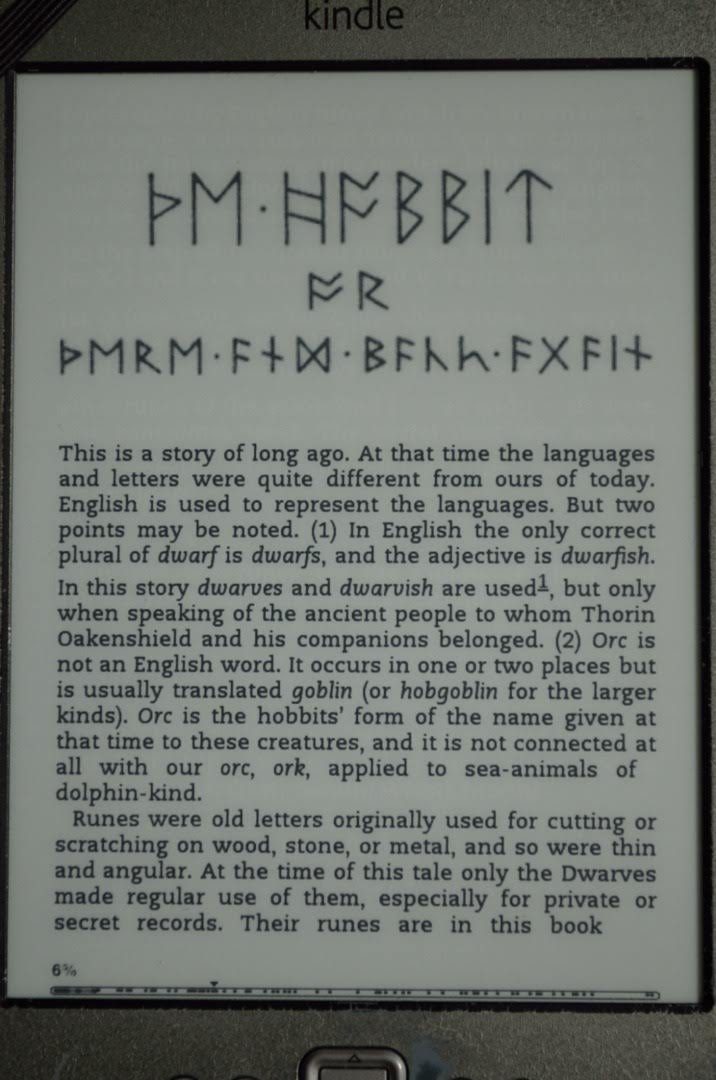 ᚦᛖ·ᚻᚩᛒᛒᛁᛏ
ᚩᚱ
ᚦᛖᚱᛖ·ᚫᚾᛞ·ᛒᚫᚳᛱ·ᚫᚷᚫᛁᚾ
kindle
This is a story of long ago. At that time the languages
and letters were quite different from ours of today.
English is used to represent the languages. But two
points may be noted. (1) In English the only correct
plural of dwarf is dwarfs, and the adjective is dwarfish.
In this story dwarves and dwarvish are used1, but only
when speaking of the ancient people to whom Thorin
Oakenshield and his companions belonged. (2) Orc is
not an English word. It occurs in one or two places but
is usually translated goblin (or hobgoblin for the larger
kinds). Orc is the hobbits’ form of the name given at
that time to these creatures, and it is not connected at
all with our orc, ork, applied to sea-animals of
dolphin-kind.
Runes were old letters originally used for cutting or
scratching on wood, stone, or metal, and so were thin
and angular. At the time of this tale only the Dwarves
made regular use of them, especially for private or
secret records. Their runes are in this book
6%